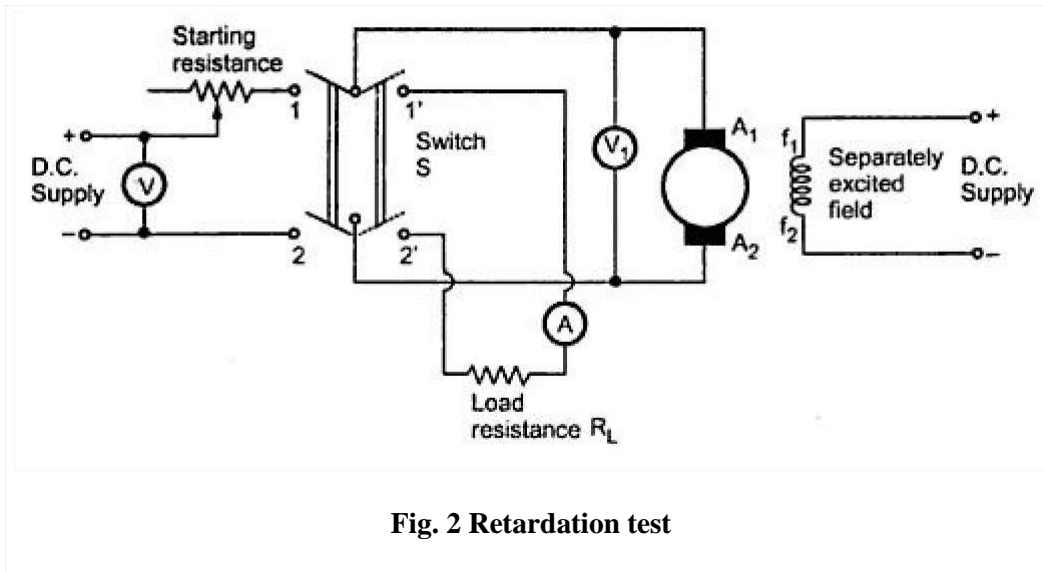 Starting
resistance
1
1'
+
D.C.
Supply
V
−
2
2'
Switch
S
V₁
A₁
A₂
f₁
f₂
Separately
excited
field
+
D.C.
Supply
−
A
Load
resistance R_L
Fig. 2 Retardation test